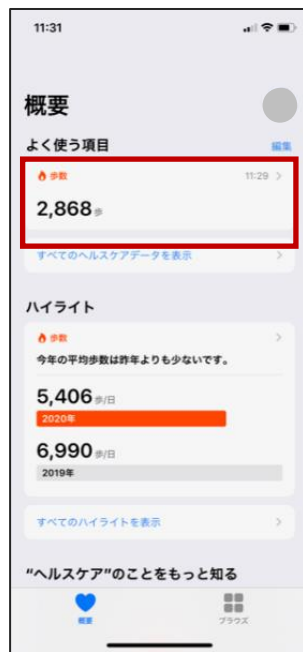 11:31
概要
よく使う項目 編集
歩数 11:29
2,868歩
すべてのヘルスケアデータを表示
ハイライト
歩数
今年の平均歩数は昨年よりも少ないです。
5,406歩/日
2020年
6,990歩/日
2019年
すべてのハイライトを表示
"ヘルスケア"のことをもっと知る
概要 ブラウズ